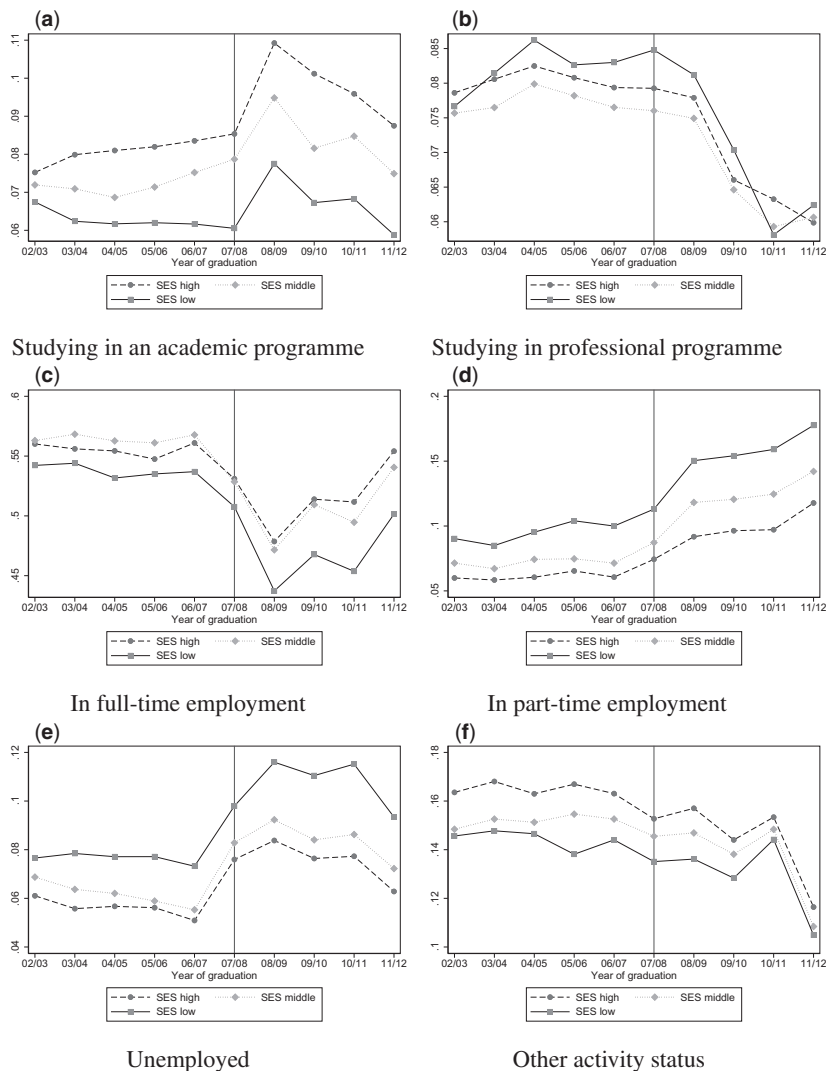 (a)
.11
.1
.09
.08
.07
.06
02/03 03/04 04/05 05/06 06/07 07/08 08/09 09/10 10/11 11/12
Year of graduation
SES high SES middle
SES low
Studying in an academic programme
(b)
.085
.08
.075
.07
.065
.06
02/03 03/04 04/05 05/06 06/07 07/08 08/09 09/10 10/11 11/12
Year of graduation
SES high SES middle
SES low
Studying in professional programme
(c)
.6
.55
.5
.45
02/03 03/04 04/05 05/06 06/07 07/08 08/09 09/10 10/11 11/12
Year of graduation
SES high SES middle
SES low
In full-time employment
(d)
.2
.15
.1
.05
02/03 03/04 04/05 05/06 06/07 07/08 08/09 09/10 10/11 11/12
Year of graduation
SES high SES middle
SES low
In part-time employment
(e)
.12
.1
.08
.06
.04
02/03 03/04 04/05 05/06 06/07 07/08 08/09 09/10 10/11 11/12
Year of graduation
SES high SES middle
SES low
Unemployed
(f)
.18
.16
.14
.12
.1
02/03 03/04 04/05 05/06 06/07 07/08 08/09 09/10 10/11 11/12
Year of graduation
SES high SES middle
SES low
Other activity status